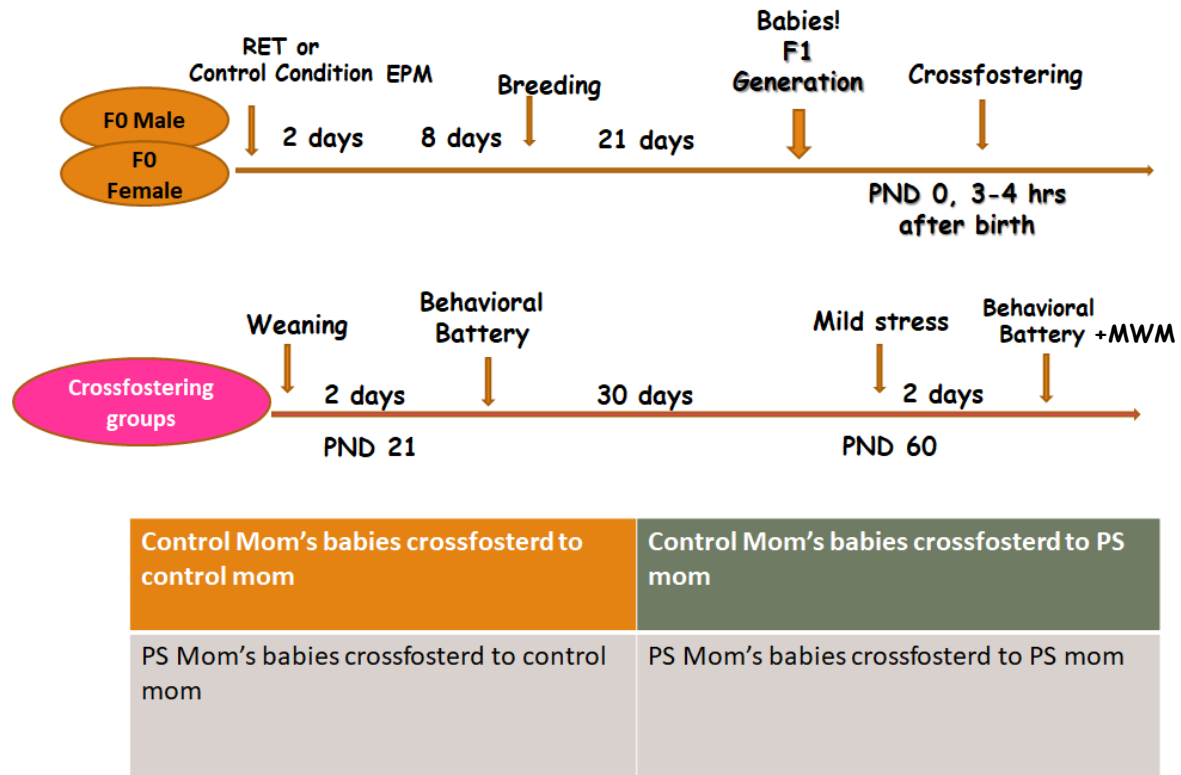 RET or
Control Condition EPM
Breeding
Babies!
F1
Generation
Crossfostering
F0 Male
F0
Female
2 days
8 days
21 days
PND 0, 3-4 hrs
after birth
Weaning
Behavioral
Battery
Mild stress
Behavioral
Battery +MWM
Crossfostering
groups
2 days
30 days
2 days
PND 21
PND 60
Control Mom's babies crossfosterd to
control mom
Control Mom's babies crossfosterd to PS
mom
PS Mom's babies crossfosterd to control
mom
PS Mom's babies crossfosterd to PS mom